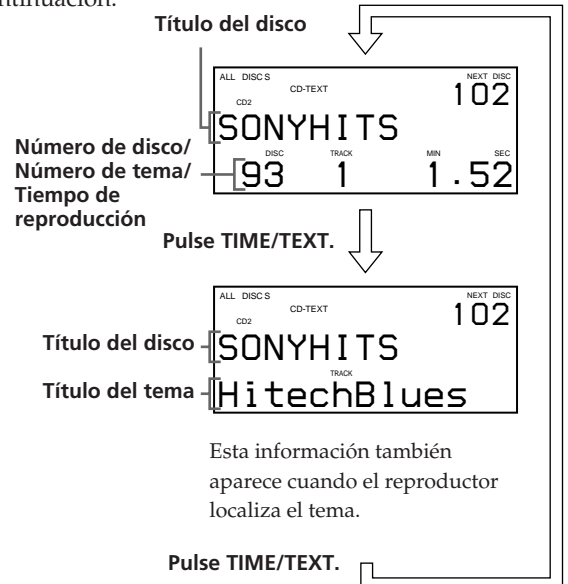 ntinuación.
Título del disco
ALL DISCS
CD-TEXT
NEXT DISC
CD2
102
SONYHITS
Número de disco/
Número de tema/
Tiempo de
reproducción
DISC TRACK MIN SEC
93 1 1.52
Pulse TIME/TEXT.
ALL DISCS
CD-TEXT
NEXT DISC
CD2
102
Título del disco
SONYHITS
TRACK
Título del tema
HitechBlues
Esta información también
aparece cuando el reproductor
localiza el tema.
Pulse TIME/TEXT.